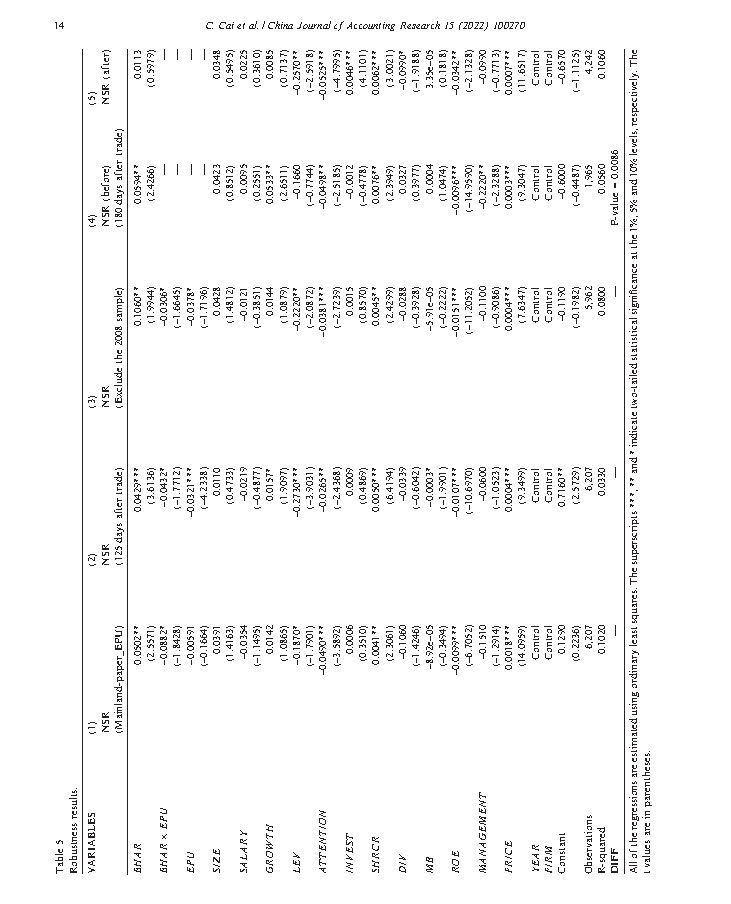 14
C. Cai et al. / China Journal of Accounting Research 15 (2022) 100270
Table 5
Robustness results.
VARIABLES (1) (2) (3) (4) (5)
NSR NSR NSR NSR (before) NSR (after)
(Mainland-paper_EPU) (125 days after trade) (Exclude the 2008 sample) (180 days after trade)
BHAR 0.0502** 0.0429*** 0.1060** 0.0594** 0.0113
(2.5571) (3.6136) (1.9944) (2.4266) (0.5979)
BHAR × EPU −0.0882* −0.0432* −0.0306* — —
(−1.8428) (−1.7712) (−1.6645) — —
EPU −0.00591 −0.0321*** −0.0378* — —
(−0.1664) (−4.2338) (−1.7196) — —
SIZE 0.0391 0.0110 0.0428 0.0423 0.0348
(1.4163) (0.4733) (1.4812) (0.8512) (0.5495)
SALARY −0.0354 −0.0219 −0.0121 0.0095 0.0225
(−1.1495) (−0.4877) (−0.3851) (0.2551) (0.3610)
GROWTH 0.0142 0.0157* 0.0144 0.0533** 0.0085
(1.0865) (1.9097) (1.0879) (2.6511) (0.7137)
LEV −0.1870* −0.2730*** −0.2220** −0.1660 −0.2570**
(−1.7901) (−3.9031) (−2.0872) (−0.7744) (−2.5918)
ATTENTION −0.0490*** −0.0265** −0.0381*** −0.0498** −0.0525***
(−3.5892) (−2.4368) (−2.7239) (−2.5185) (−4.7995)
INVEST 0.0006 0.0009 0.0015 −0.0012 0.0046***
(0.3510) (0.4869) (0.8570) (−0.4778) (4.1101)
SHRCR 0.0041** 0.0050*** 0.0045** 0.0076** 0.0062***
(2.3061) (6.4194) (2.4299) (2.3949) (3.0021)
DIV −0.1060 −0.0339 −0.0288 0.0327 −0.0990*
(−1.4246) (−0.6042) (−0.3928) (0.3977) (−1.9188)
MB −8.92e−05 −0.0003* −5.91e−05 0.0004 3.35e−05
(−0.3494) (−1.9901) (−0.2222) (1.0474) (0.1818)
ROE −0.0099*** −0.0107*** −0.0151*** −0.0096*** −0.0342**
(−6.7052) (−10.6970) (−11.2052) (−14.9590) (−2.1328)
MANAGEMENT −0.1510 −0.0600 −0.1100 −0.2220** −0.0990
(−1.2914) (−1.0523) (−0.9086) (−2.3288) (−0.7713)
PRICE 0.0018*** 0.0004*** 0.0004*** 0.0003*** 0.0007***
(14.0959) (9.3499) (7.6347) (9.3047) (11.6517)
YEAR Control Control Control Control Control
FIRM Control Control Control Control Control
Constant 0.1290 0.7160** −0.1190 −0.6000 −0.6570
(0.2236) (2.5729) (−0.1982) (−0.4487) (−1.1125)
Observations 6,207 6,207 5,962 1,965 4,242
R-squared 0.1020 0.0330 0.0800 0.0560 0.1060
DIFF — — — P-value = 0.0086
All of the regressions are estimated using ordinary least squares. The superscripts ***, ** and * indicate two-tailed statistical significance at the 1%, 5% and 10% levels, respectively. The
t values are in parentheses.